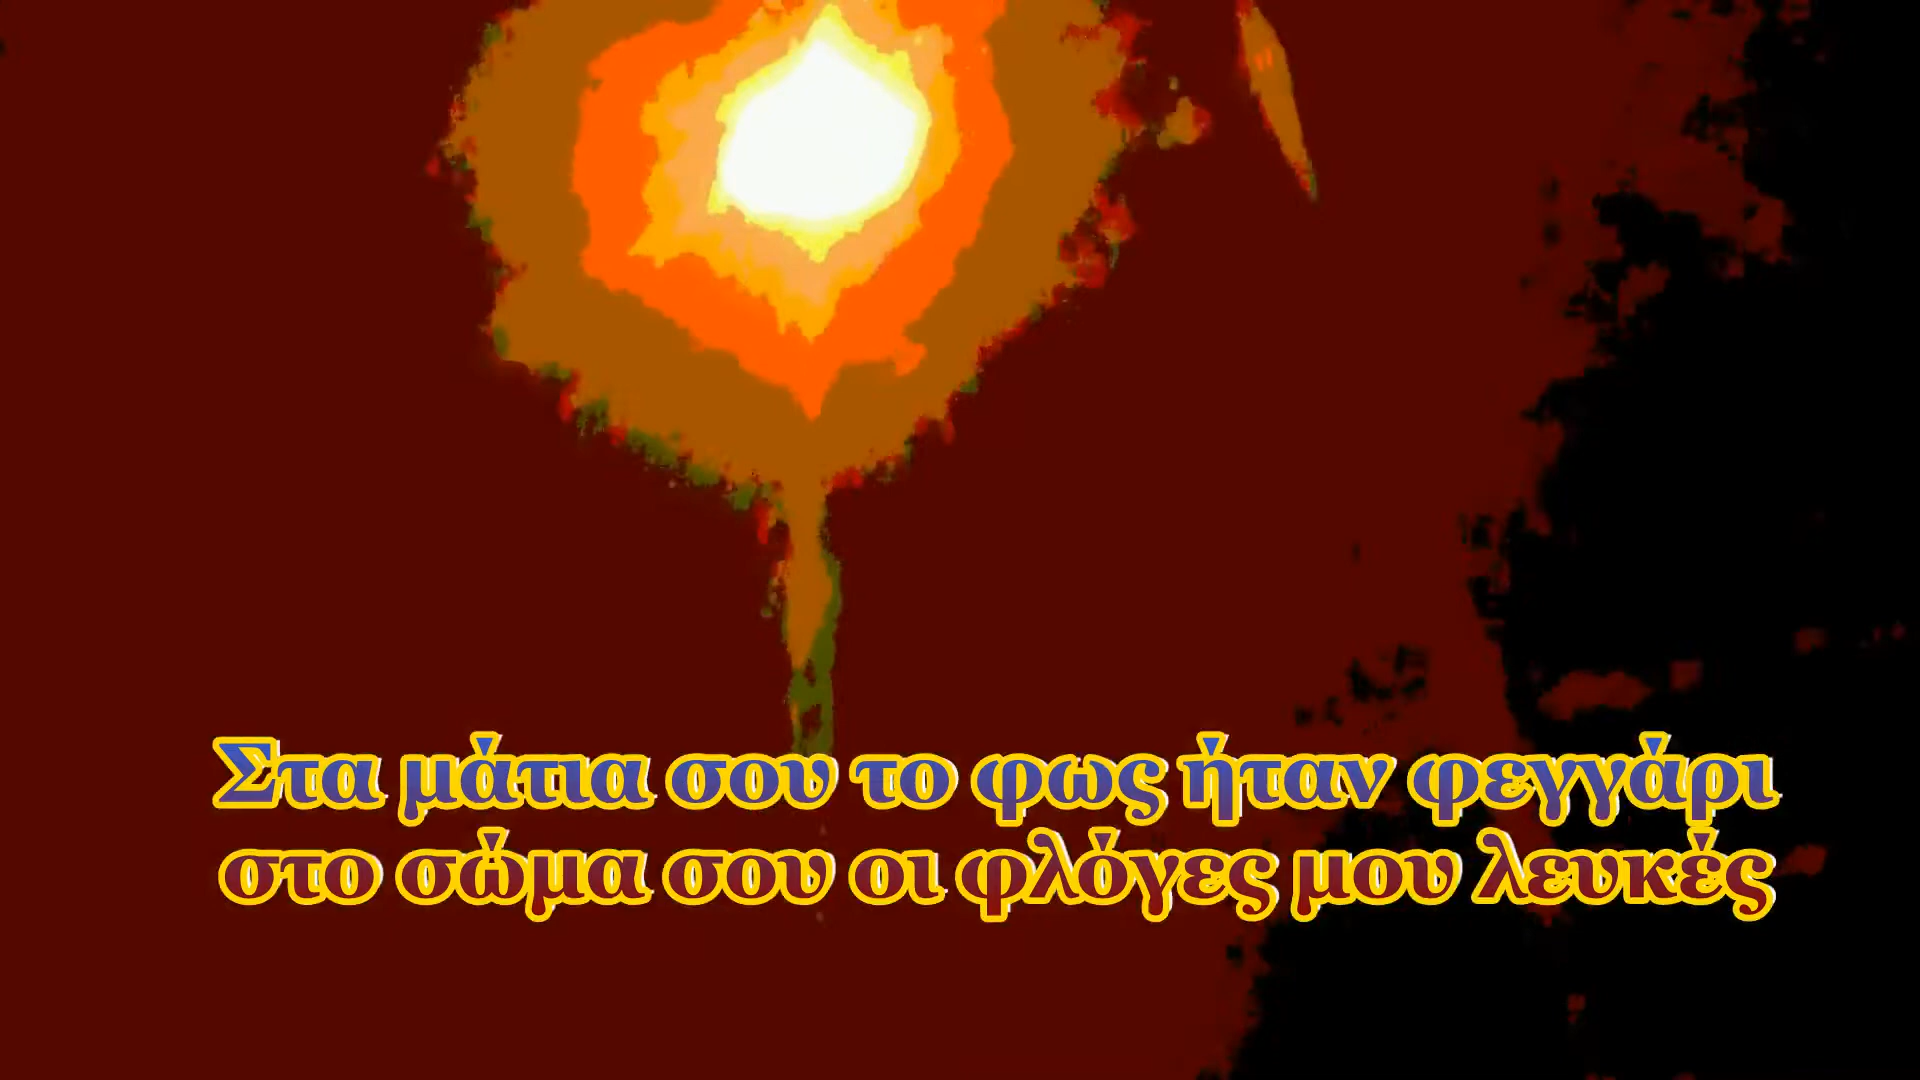 Στα μάτια σου το φως ήταν φεγγάρι
στο σώμα σου οι φλόγες μου λευκές